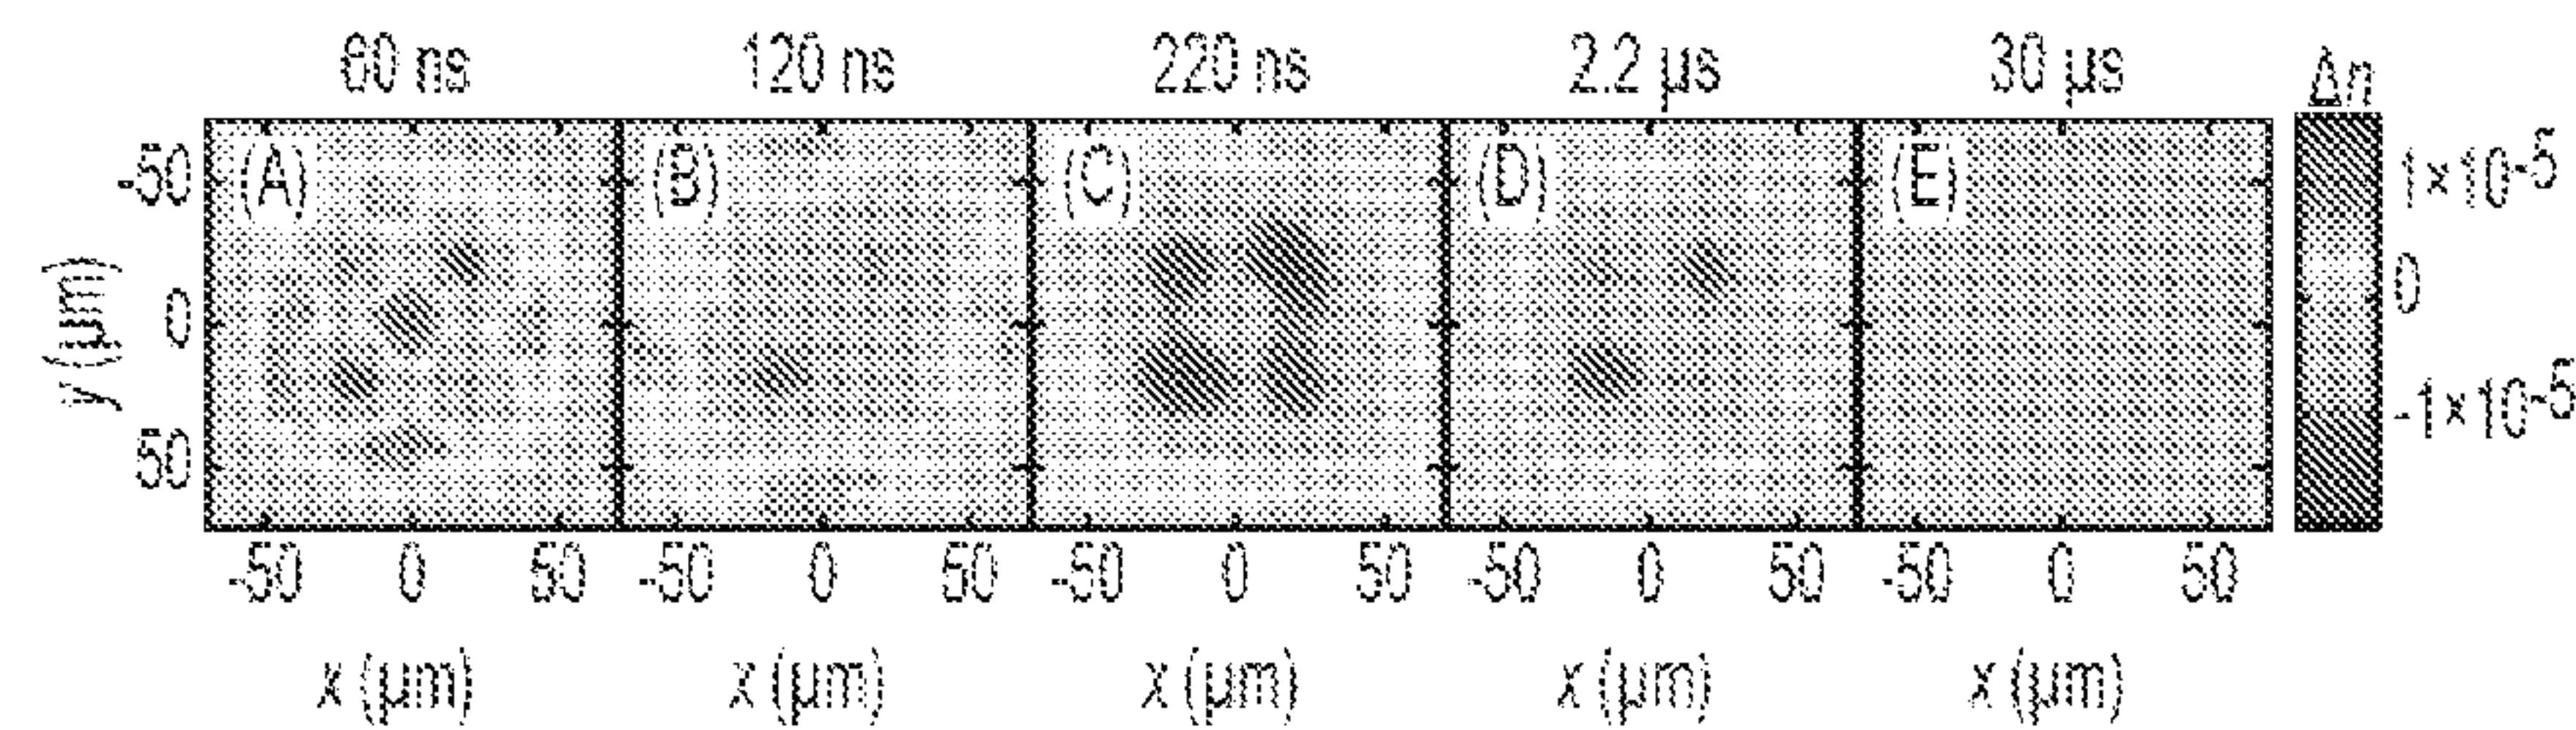 60 ns 120 ns 220 ns 2.2 µs 30 µs Δn
(A) (B) (C) (D) (E)
1×10-5
0
-1×10-5
y (µm)
-50
0
50
-50 0 50 -50 0 50 -50 0 50 -50 0 50 -50 0 50
x (µm) x (µm) x (µm) x (µm) x (µm)